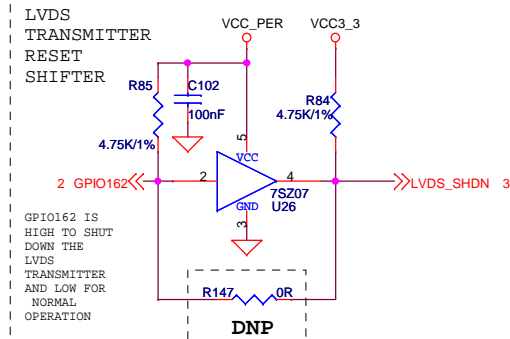 LVDS
TRANSMITTER
RESET
SHIFTER
VCC_PER
VCC3_3
R85
C102
100nF
4.75K/1%
R84
4.75K/1%
5
VCC
2 GPIO162
2
4
7SZ07
U26
GND
3
LVDS_SHDN 3
GPIO162 IS
HIGH TO SHUT
DOWN THE
LVDS
TRANSMITTER
AND LOW FOR
NORMAL
OPERATION
R147 0R
DNP